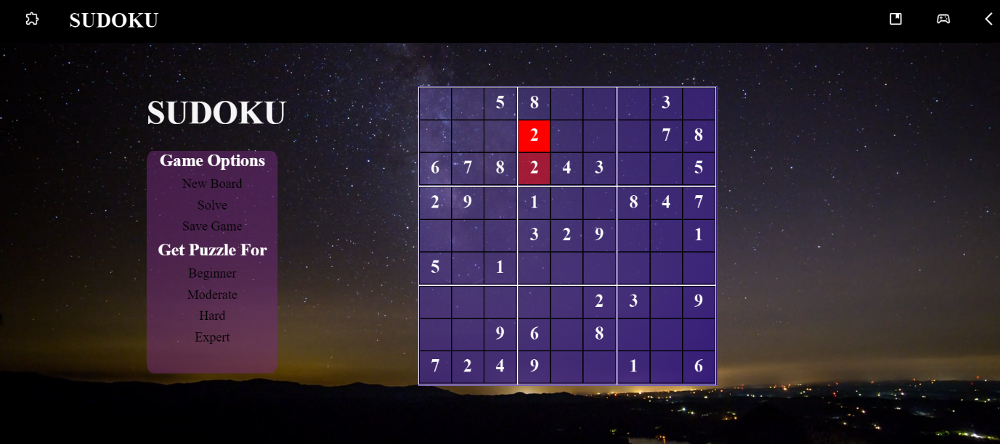 SUDOKU
SUDOKU
Game Options
New Board
Solve
Save Game
Get Puzzle For
Beginner
Moderate
Hard
Expert
5 8 3
2 7 8
6 7 8 2 4 3 5
2 9 1 8 4 7
3 2 9 1
5 1
2 3 9
9 6 8
7 2 4 9 1 6